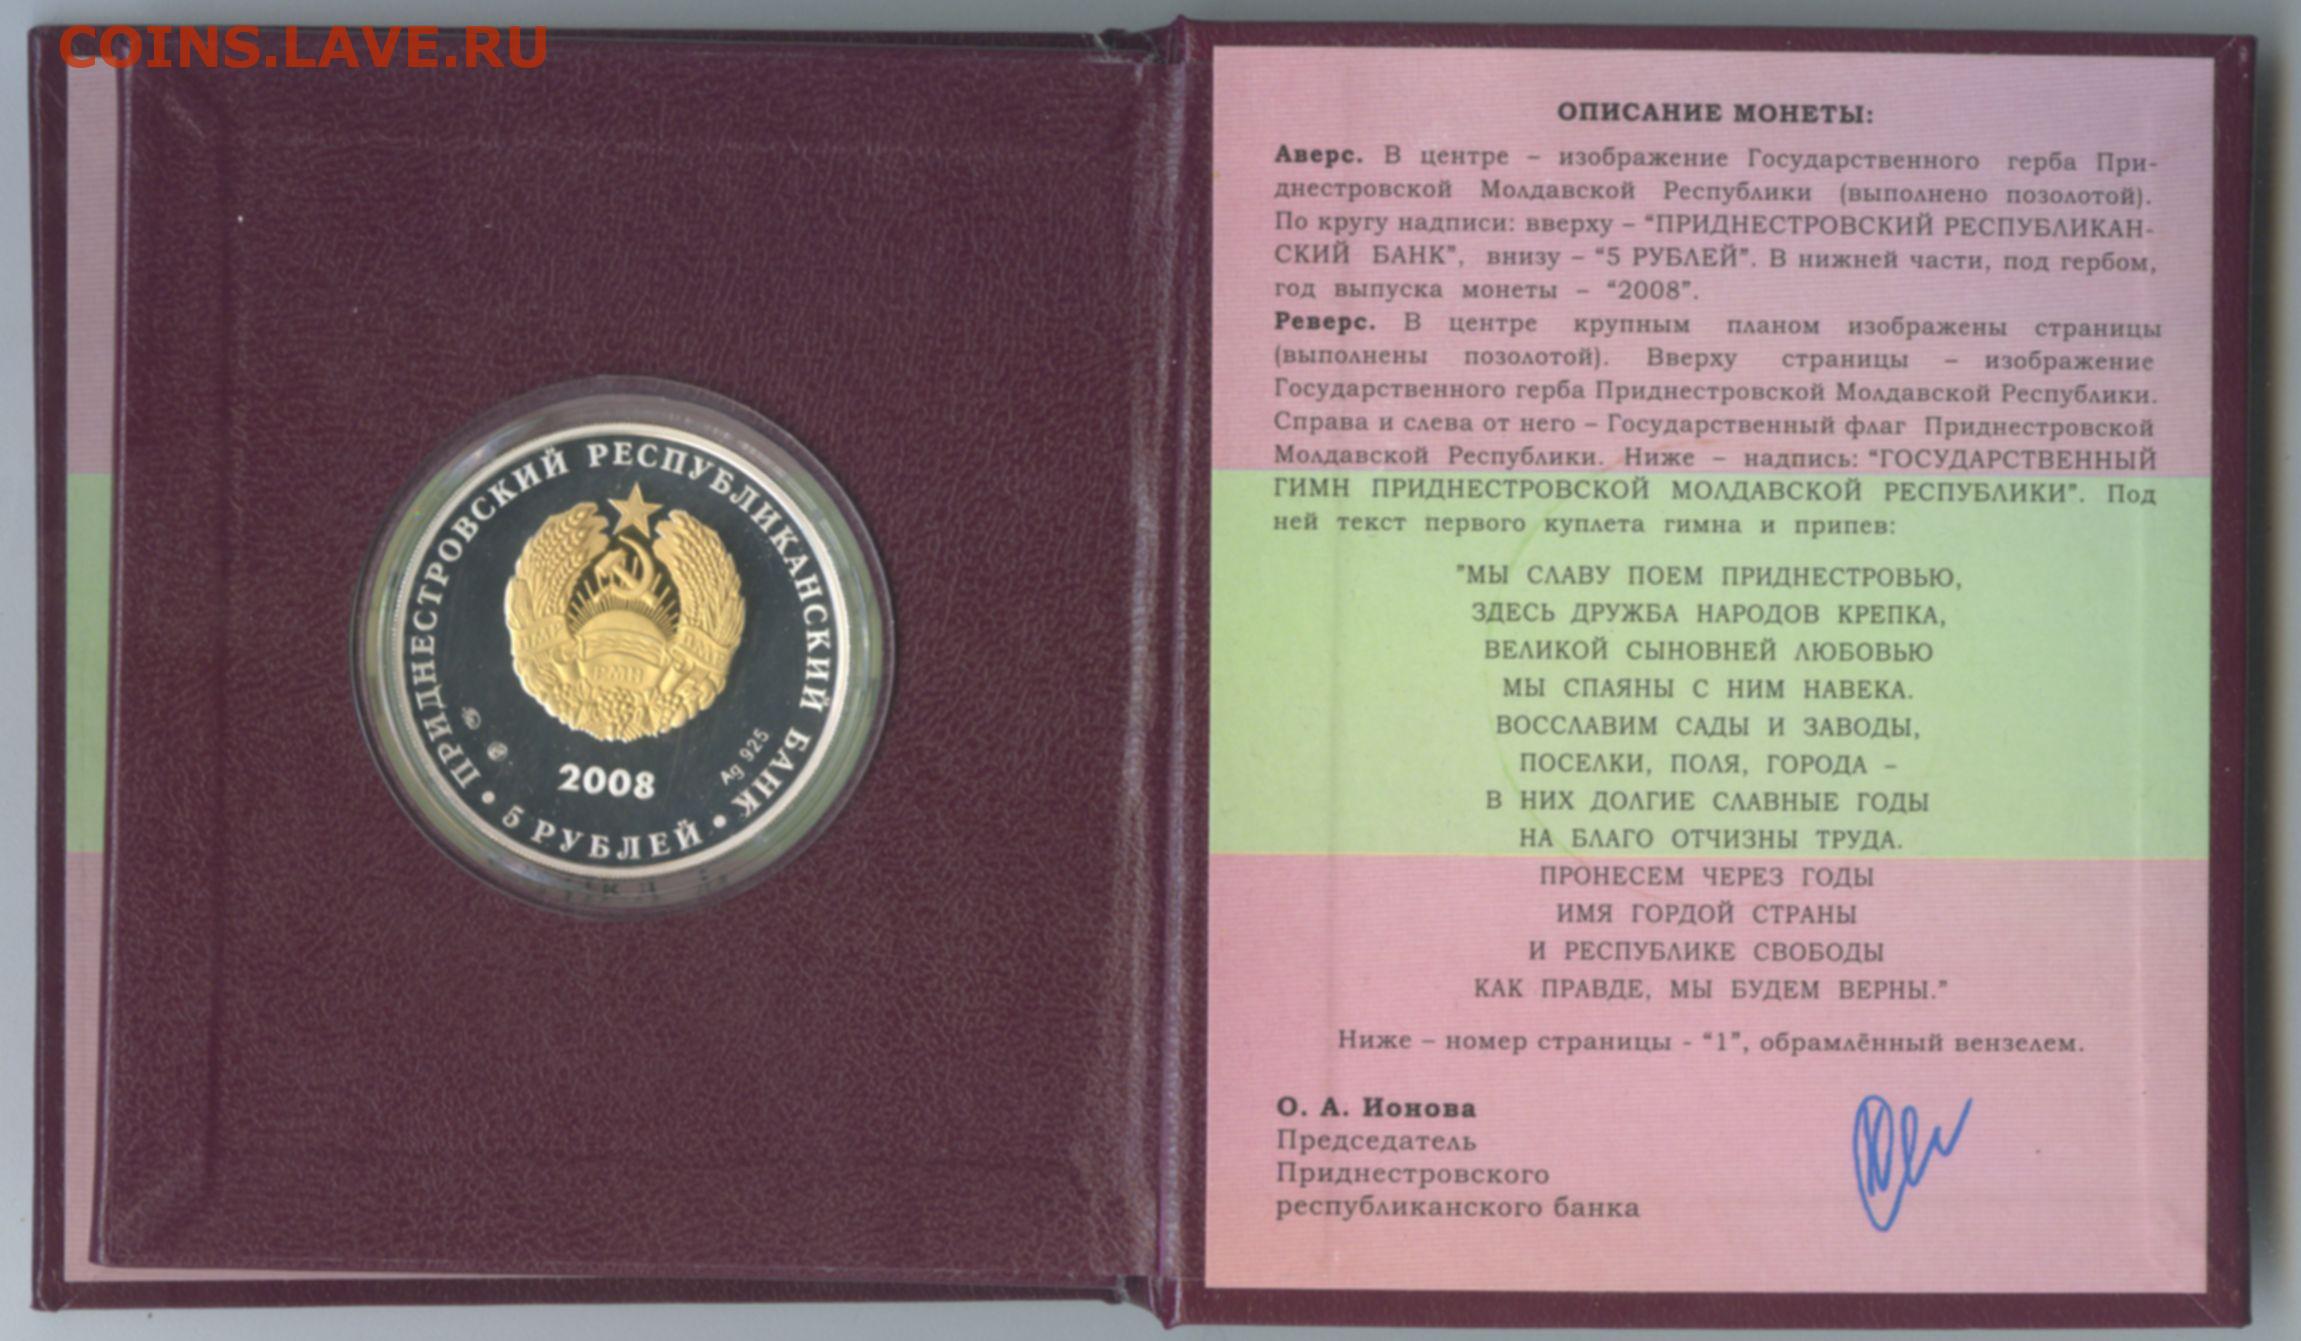 COINS.LAVE.RU
ПРИДНЕСТРОВСКИЙ РЕСПУБЛИКАНСКИЙ БАНК
РМН
Ag 925
2008
• 5 РУБЛЕЙ •
ОПИСАНИЕ МОНЕТЫ:
Аверс. В центре – изображение Государственного герба При-
днестровской Молдавской Республики (выполнено позолотой).
По кругу надписи: вверху – “ПРИДНЕСТРОВСКИЙ РЕСПУБЛИКАН-
СКИЙ БАНК”, внизу – “5 РУБЛЕЙ”. В нижней части, под гербом,
год выпуска монеты – “2008”.
Реверс. В центре крупным планом изображены страницы
(выполнены позолотой). Вверху страницы – изображение
Государственного герба Приднестровской Молдавской Республики.
Справа и слева от него – Государственный флаг Приднестровской
Молдавской Республики. Ниже – надпись: “ГОСУДАРСТВЕННЫЙ
ГИМН ПРИДНЕСТРОВСКОЙ МОЛДАВСКОЙ РЕСПУБЛИКИ”. Под
ней текст первого куплета гимна и припев:
"МЫ СЛАВУ ПОЕМ ПРИДНЕСТРОВЬЮ,
ЗДЕСЬ ДРУЖБА НАРОДОВ КРЕПКА,
ВЕЛИКОЙ СЫНОВНЕЙ ЛЮБОВЬЮ
МЫ СПАЯНЫ С НИМ НАВЕКА.
ВОССЛАВИМ САДЫ И ЗАВОДЫ,
ПОСЕЛКИ, ПОЛЯ, ГОРОДА –
В НИХ ДОЛГИЕ СЛАВНЫЕ ГОДЫ
НА БЛАГО ОТЧИЗНЫ ТРУДА.
ПРОНЕСЕМ ЧЕРЕЗ ГОДЫ
ИМЯ ГОРДОЙ СТРАНЫ
И РЕСПУБЛИКЕ СВОБОДЫ
КАК ПРАВДЕ, МЫ БУДЕМ ВЕРНЫ.”
Ниже – номер страницы - “1”, обрамлённый вензелем.
О. А. Ионова
Председатель
Приднестровского
республиканского банка